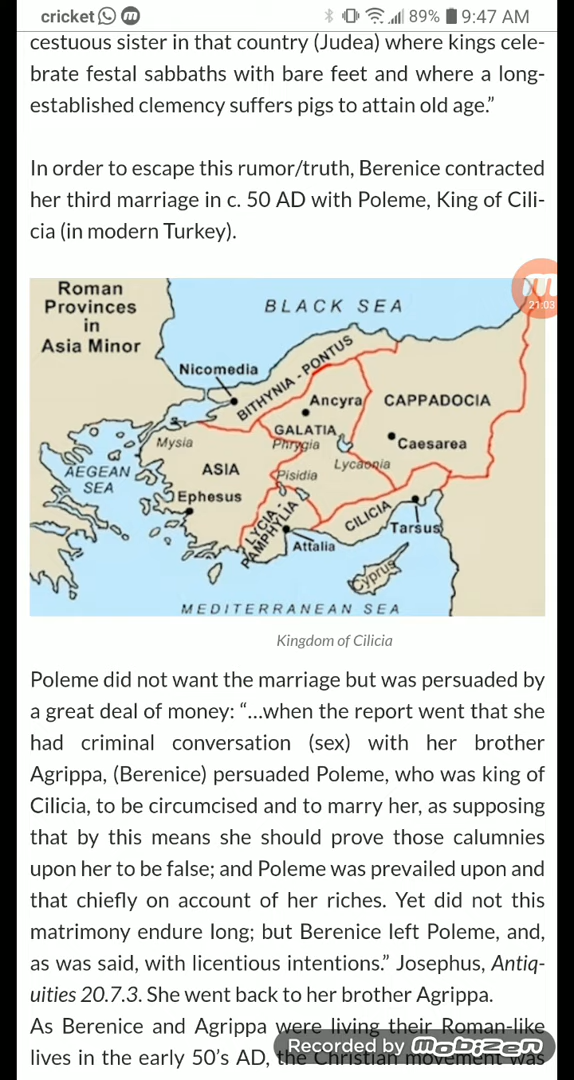 cricket 89% 9:47 AM
cestuous sister in that country (Judea) where kings cele-
brate festal sabbaths with bare feet and where a long-
established clemency suffers pigs to attain old age.”
In order to escape this rumor/truth, Berenice contracted
her third marriage in c. 50 AD with Poleme, King of Cili-
cia (in modern Turkey).
21:03
Roman
Provinces
in
Asia Minor
BLACK SEA
Nicomedia
BITHYNIA - PONTUS
Ancyra
CAPPADOCIA
GALATIA
Phrygia
Mysia
Caesarea
Lycaonia
AEGEAN
SEA
ASIA
Pisidia
Ephesus
LYCIA -
PAMPHYLIA
CILICIA
Tarsus
Attalia
Cyprus
MEDITERRANEAN SEA
Kingdom of Cilicia
Poleme did not want the marriage but was persuaded by
a great deal of money: “…when the report went that she
had criminal conversation (sex) with her brother
Agrippa, (Berenice) persuaded Poleme, who was king of
Cilicia, to be circumcised and to marry her, as supposing
that by this means she should prove those calumnies
upon her to be false; and Poleme was prevailed upon and
that chiefly on account of her riches. Yet did not this
matrimony endure long; but Berenice left Poleme, and,
as was said, with licentious intentions.” Josephus, Antiq-
uities 20.7.3. She went back to her brother Agrippa.
As Berenice and Agrippa were living their Roman-like
lives in the early 50’s AD, the Christian movement was
Recorded by Mobizen